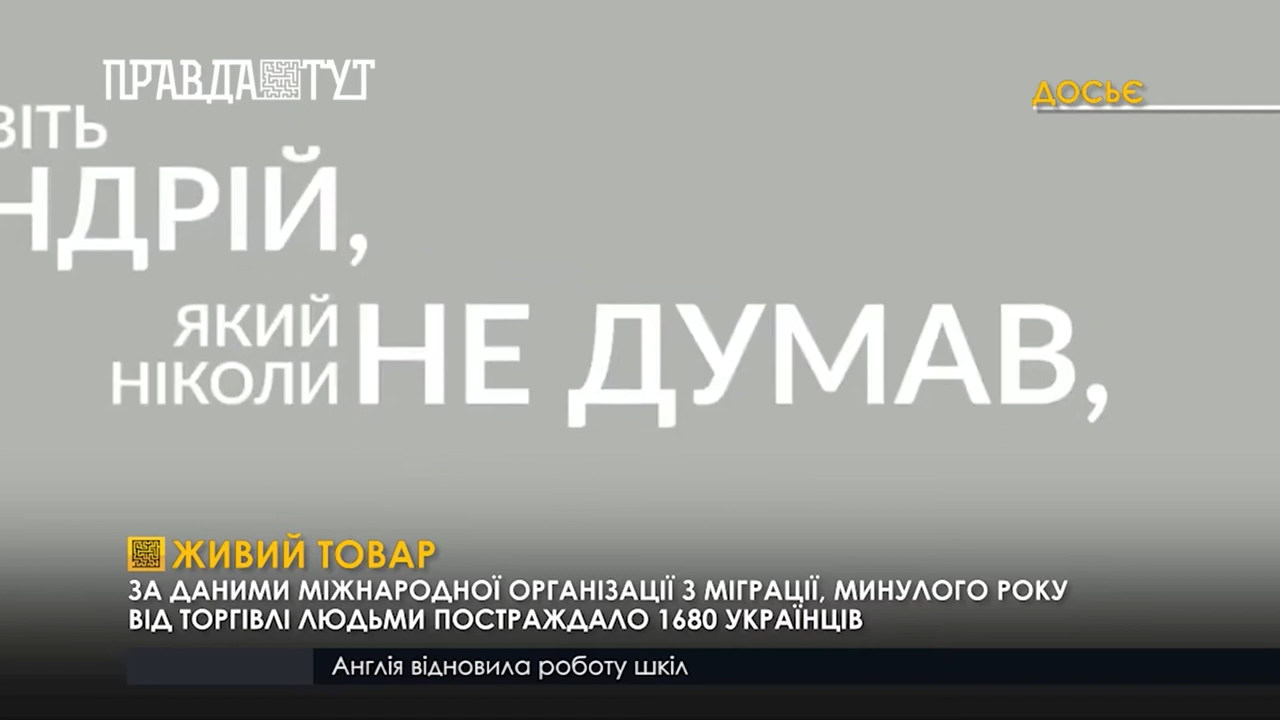 ПРАВДА ТУТ
ДОСЬЄ
ВІТЬ
НДРІЙ,
ЯКИЙ
НІКОЛИ НЕ ДУМАВ,
ЖИВИЙ ТОВАР
ЗА ДАНИМИ МІЖНАРОДНОЇ ОРГАНІЗАЦІЇ З МІГРАЦІЇ, МИНУЛОГО РОКУ
ВІД ТОРГІВЛІ ЛЮДЬМИ ПОСТРАЖДАЛО 1680 УКРАЇНЦІВ
Англія відновила роботу шкіл